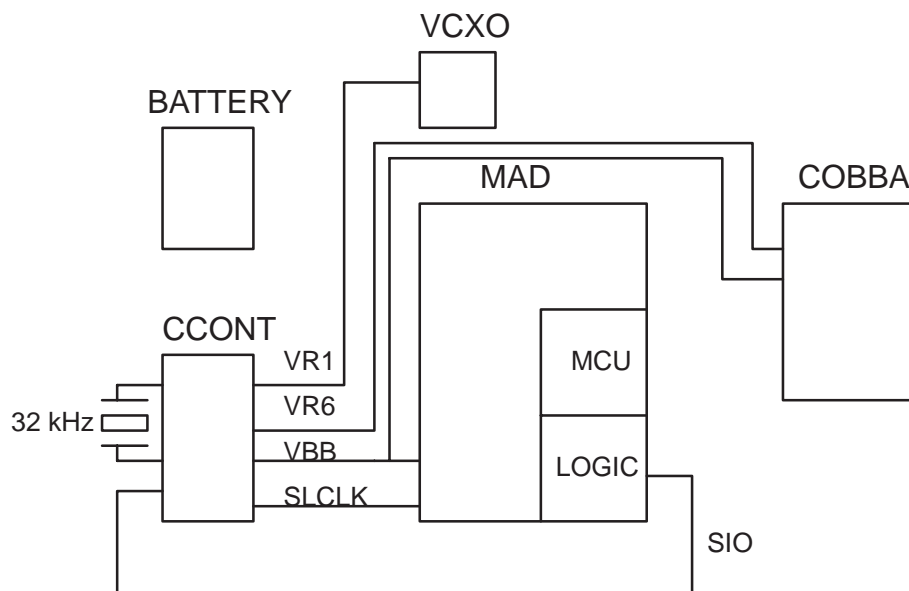 VCXO
BATTERY
MAD
COBBA
CCONT
VR1
MCU
VR6
32 kHz
VBB
LOGIC
SLCLK
SIO